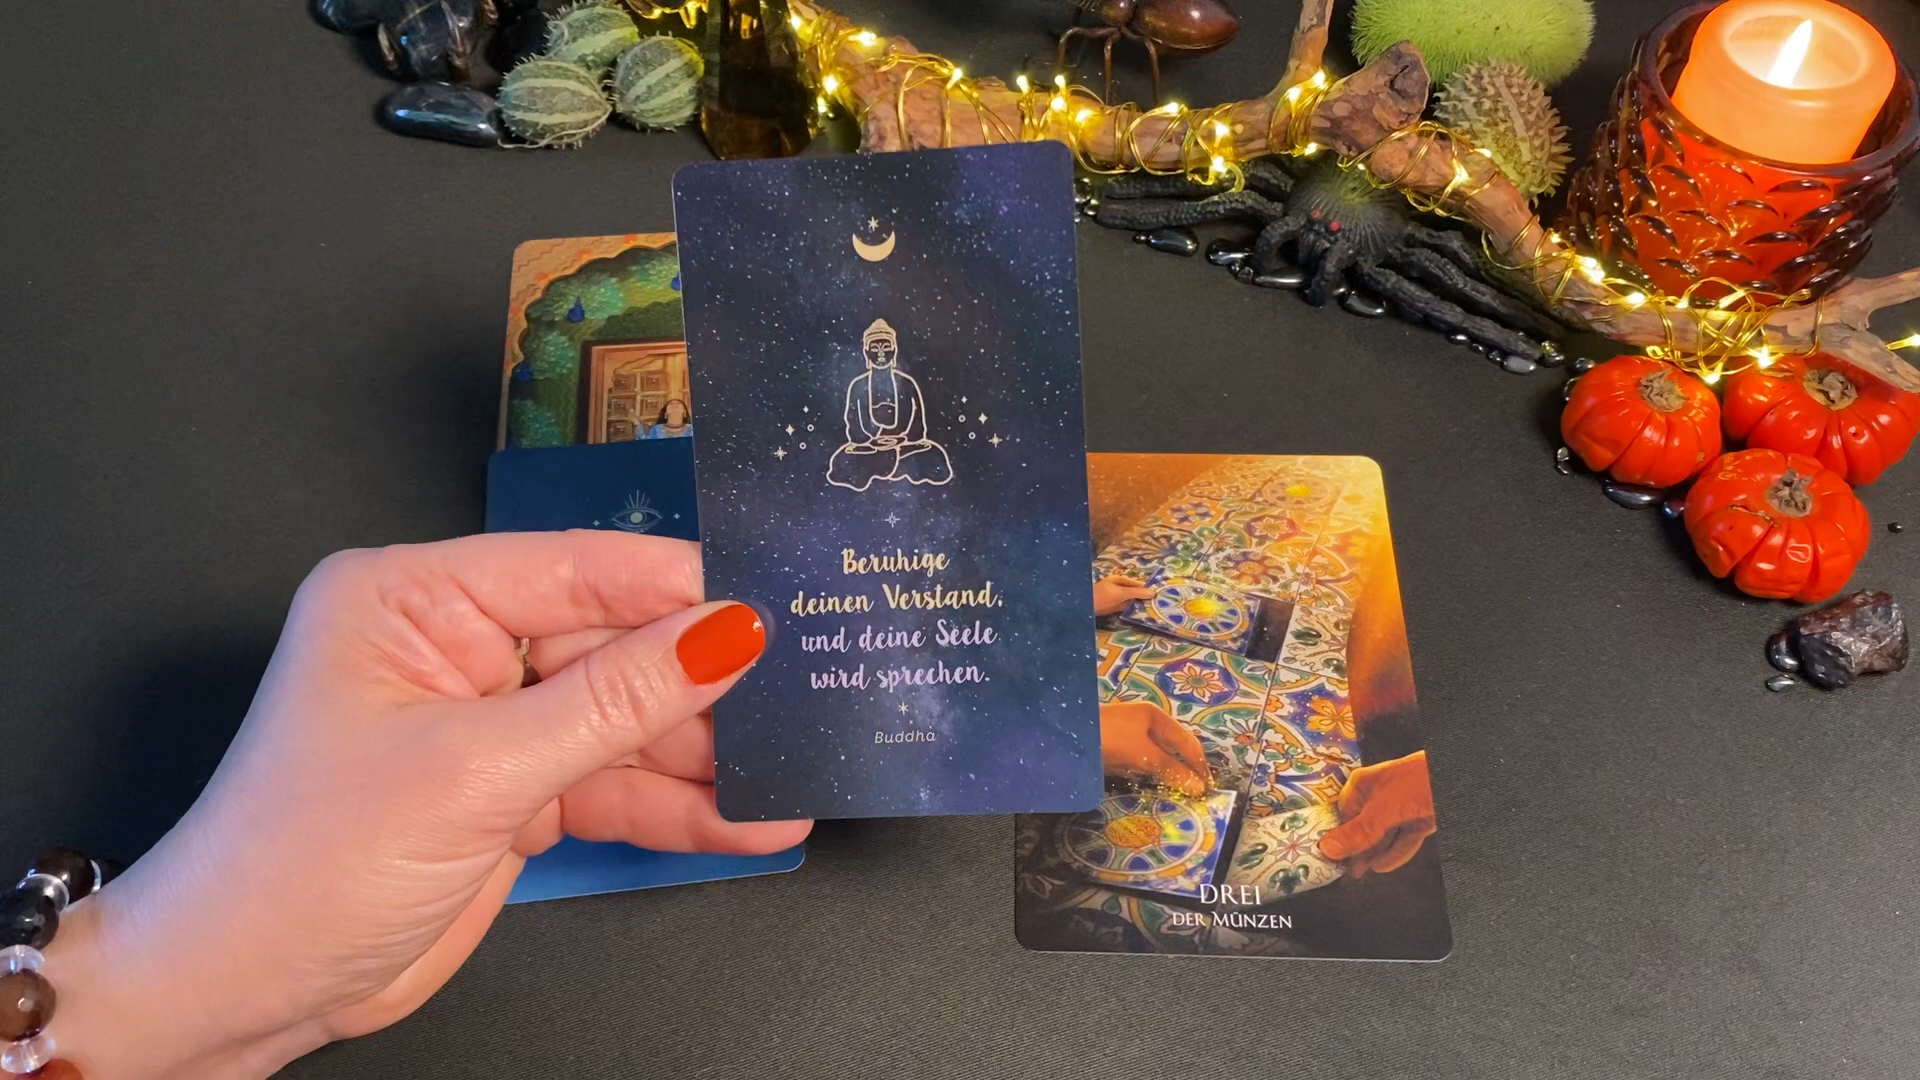 Beruhige
deinen Verstand,
und deine Seele
wird sprechen.
Buddha
DREI
DER MÜNZEN